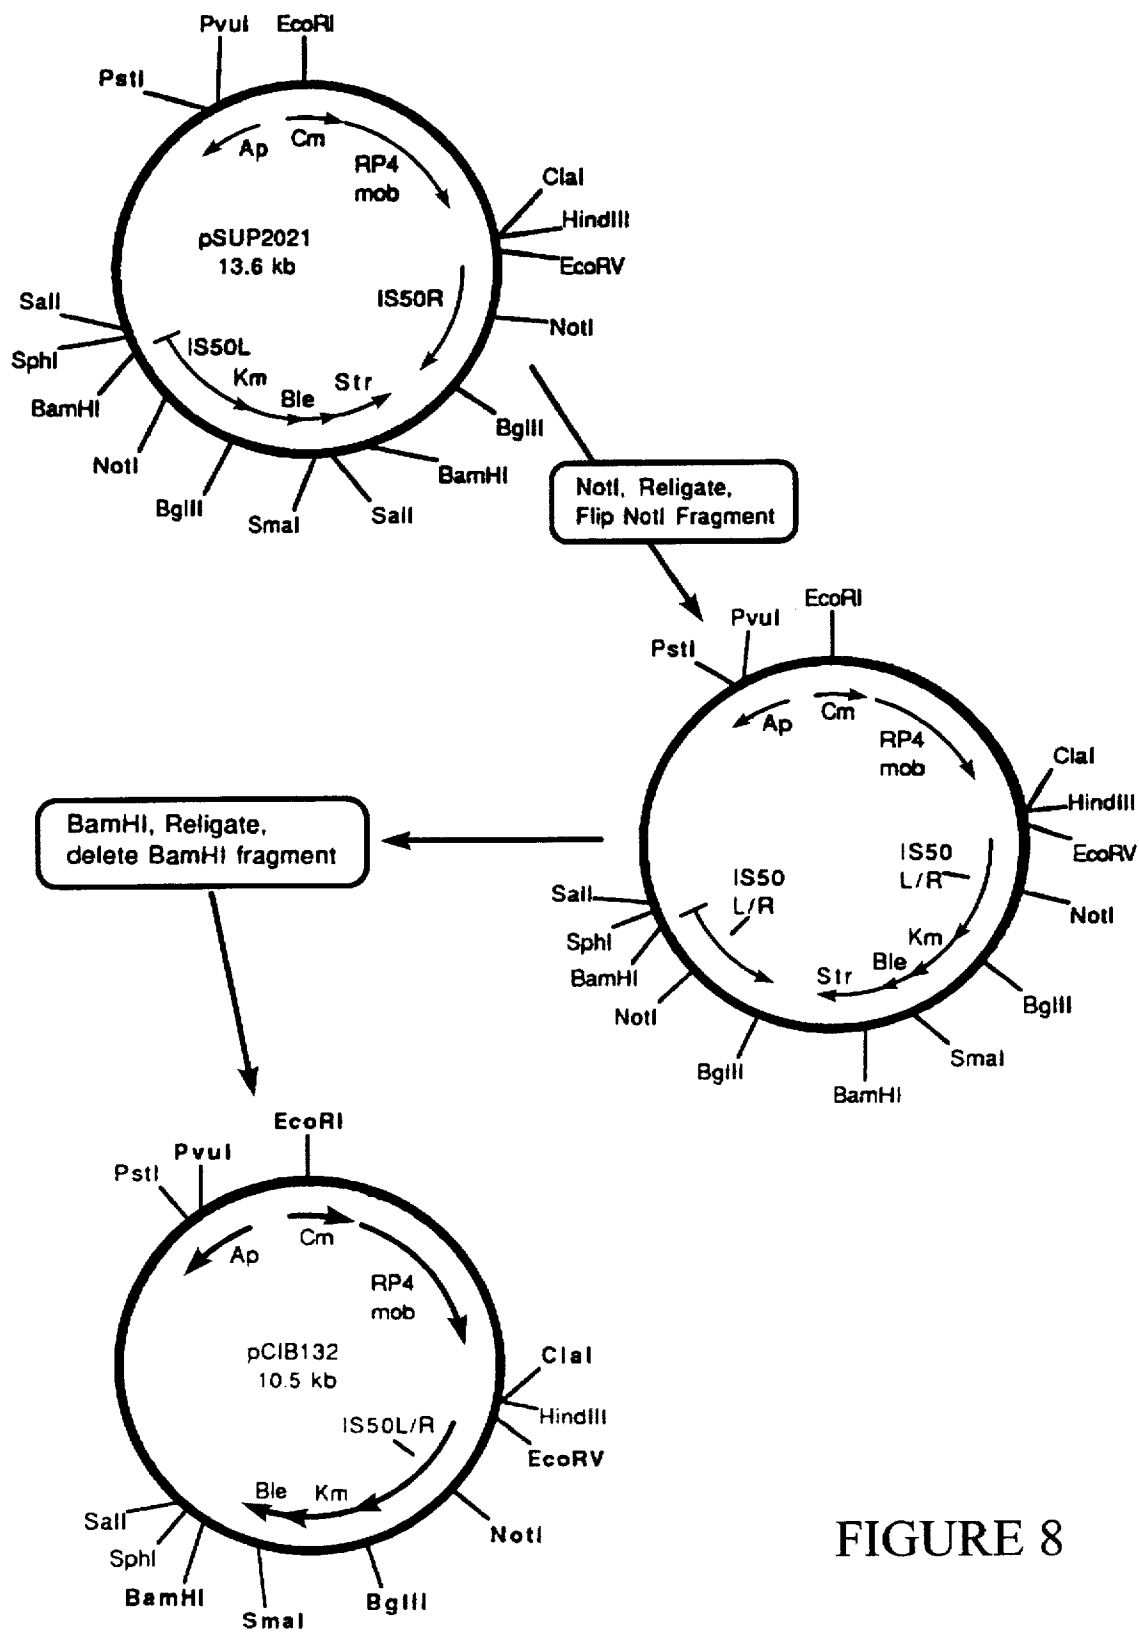 PvuI
EcoRI
PstI
Ap
Cm
RP4
mob
ClaI
HindIII
EcoRV
pSUP2021
13.6 kb
IS50R
NotI
SalI
SphI
BamHI
IS50L
Km
Ble
Str
NotI
BglII
SmaI
SalI
BamHI
BglII
NotI, Religate,
Flip NotI Fragment
EcoRI
PvuI
PstI
Ap
Cm
RP4
mob
ClaI
HindIII
EcoRV
IS50
L/R
IS50
L/R
NotI
SalI
SphI
BamHI
NotI
Km
Ble
Str
BglII
BglII
SmaI
BamHI
BamHI, Religate,
delete BamHI fragment
EcoRI
PvuI
PstI
Ap
Cm
RP4
mob
pCIB132
10.5 kb
ClaI
HindIII
EcoRV
IS50L/R
Ble
Km
NotI
SalI
SphI
BamHI
SmaI
BglII
FIGURE 8